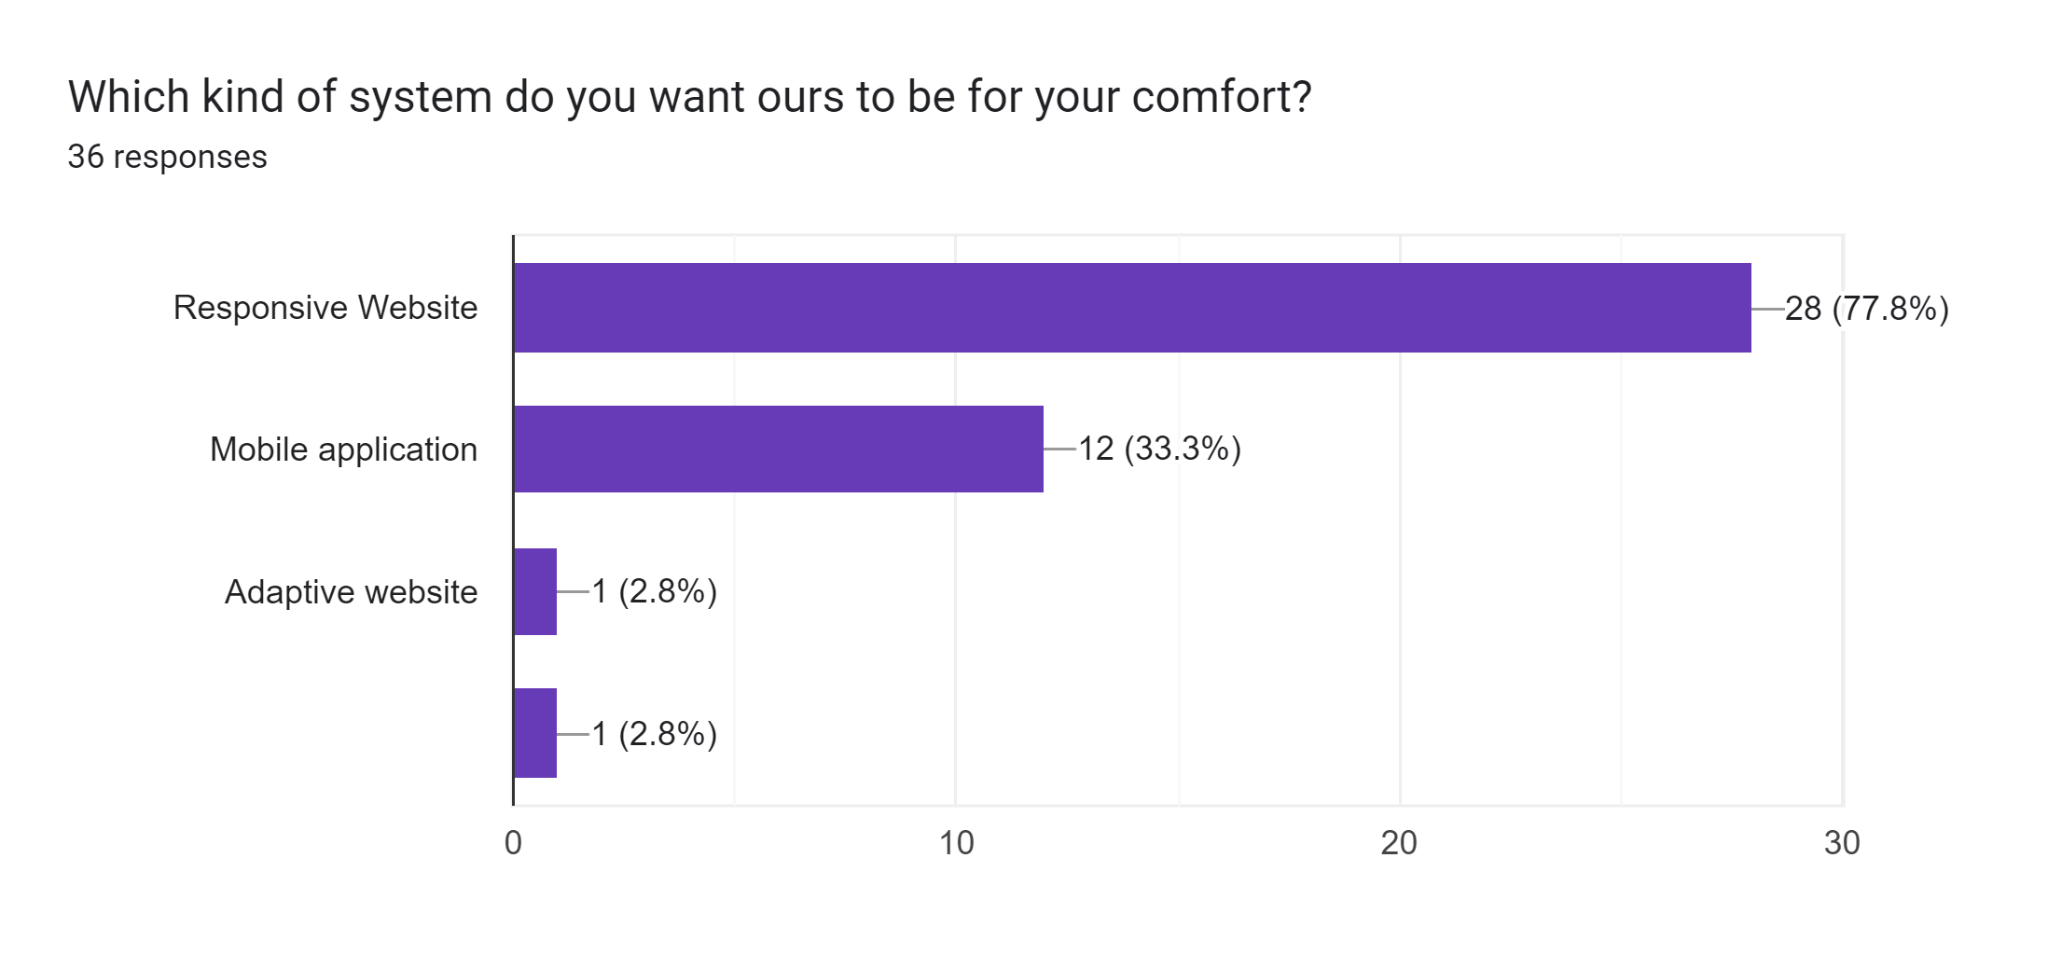 Which kind of system do you want ours to be for your comfort?
36 responses
Responsive Website
28 (77.8%)
Mobile application
12 (33.3%)
Adaptive website
1 (2.8%)
1 (2.8%)
0 10 20 30